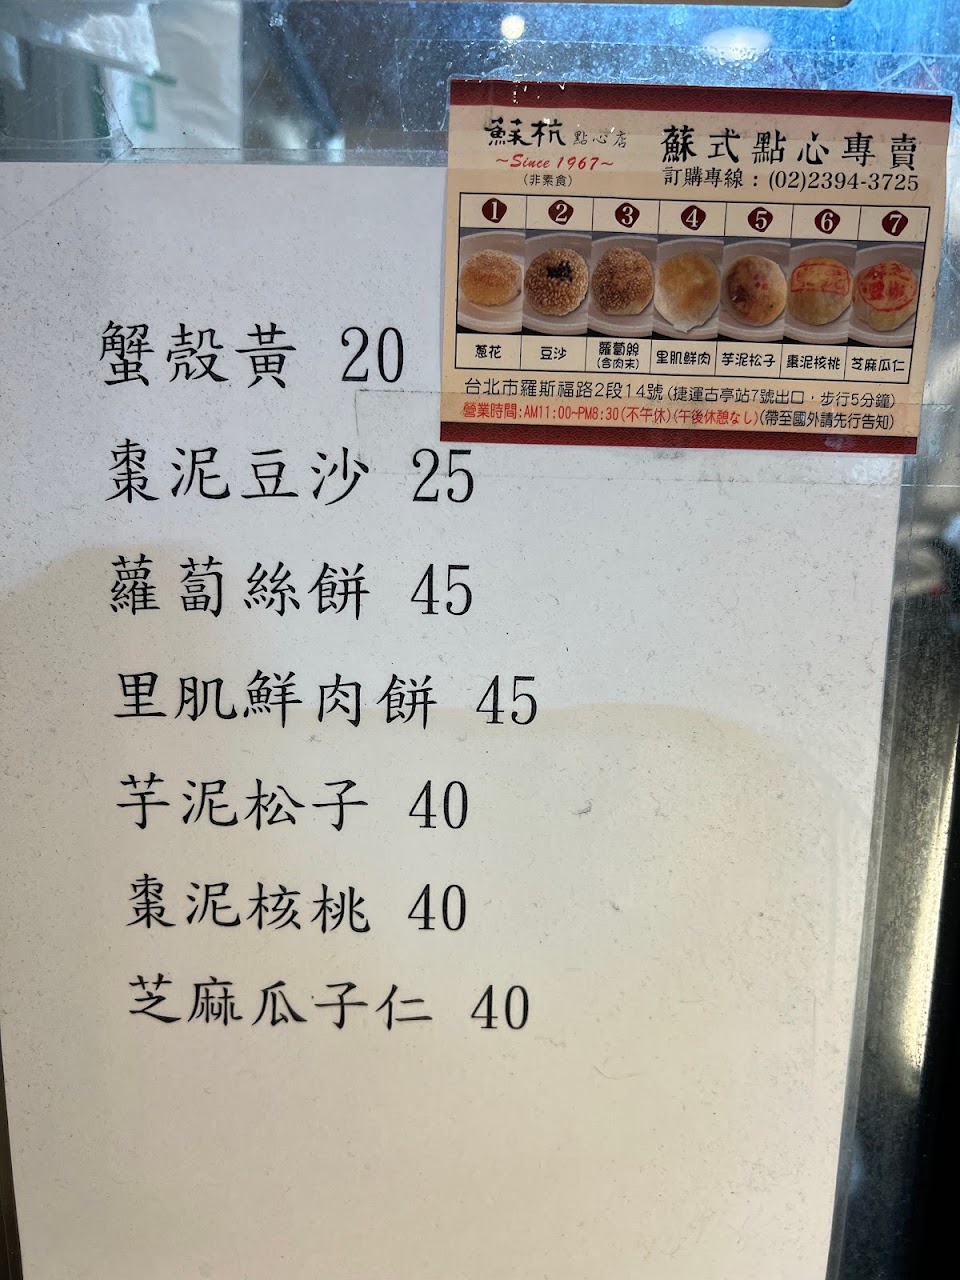 蘇杭 點心店
~Since 1967~
(非素食)
蘇式點心專賣
訂購專線：(02)2394-3725
1 2 3 4 5 6 7
蔥花 豆沙 蘿蔔絲(含肉末) 里肌鮮肉 芋泥松子 棗泥核桃 芝麻瓜仁
台北市羅斯福路2段14號(捷運古亭站7號出口，步行5分鐘)
營業時間:AM11:00~PM8:30(不午休)(午後休憩なし)(帶至國外請先行告知)
蟹殼黃 20
棗泥豆沙 25
蘿蔔絲餅 45
里肌鮮肉餅 45
芋泥松子 40
棗泥核桃 40
芝麻瓜子仁 40